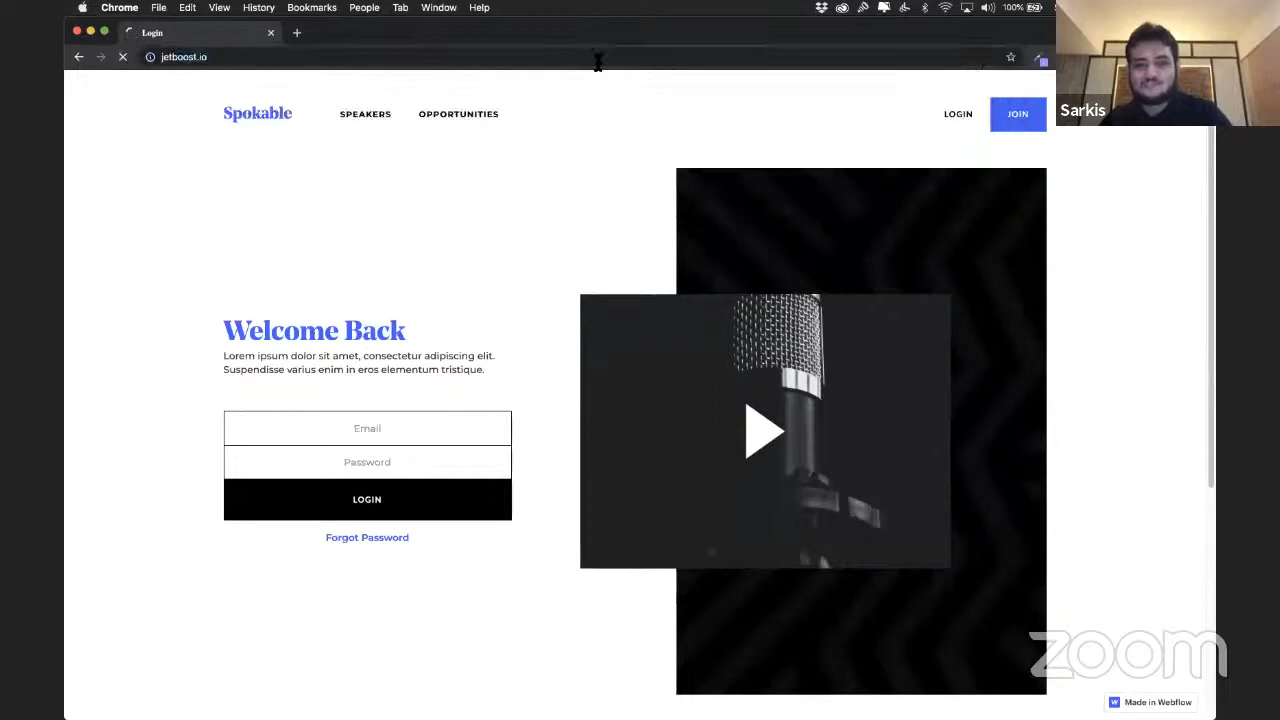 Chrome File Edit View History Bookmarks People Tab Window Help 100%
Login
jetboost.io
Sarkis
Spokable SPEAKERS OPPORTUNITIES LOGIN JOIN
Welcome Back
Lorem ipsum dolor sit amet, consectetur adipiscing elit.
Suspendisse varius enim in eros elementum tristique.
Email
Password
LOGIN
Forgot Password
zoom
W Made in Webflow